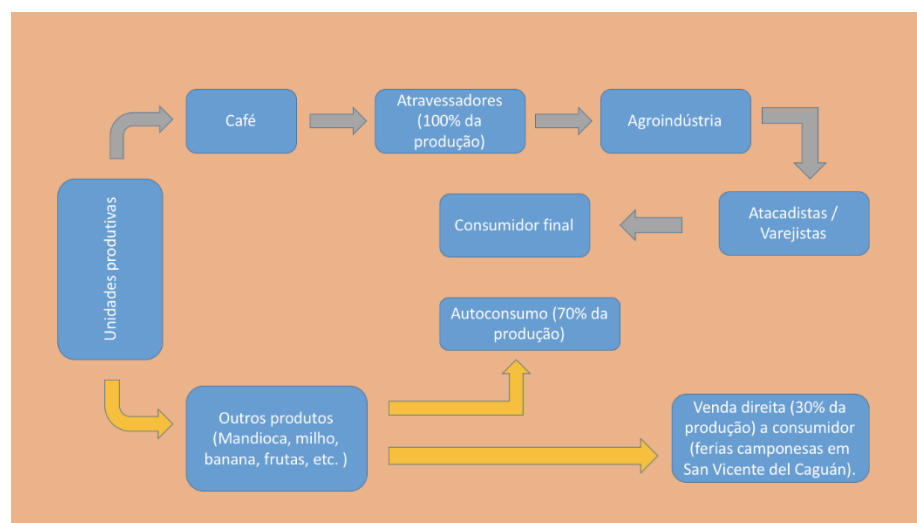 Café
Atravessadores
(100% da
produção)
Agroindústria
Unidades produtivas
Consumidor final
Atacadistas /
Varejistas
Autoconsumo (70% da
produção)
Outros produtos
(Mandioca, milho,
banana, frutas, etc. )
Venda direita (30% da
produção) a consumidor
(ferias camponesas em
San Vicente del Caguán).